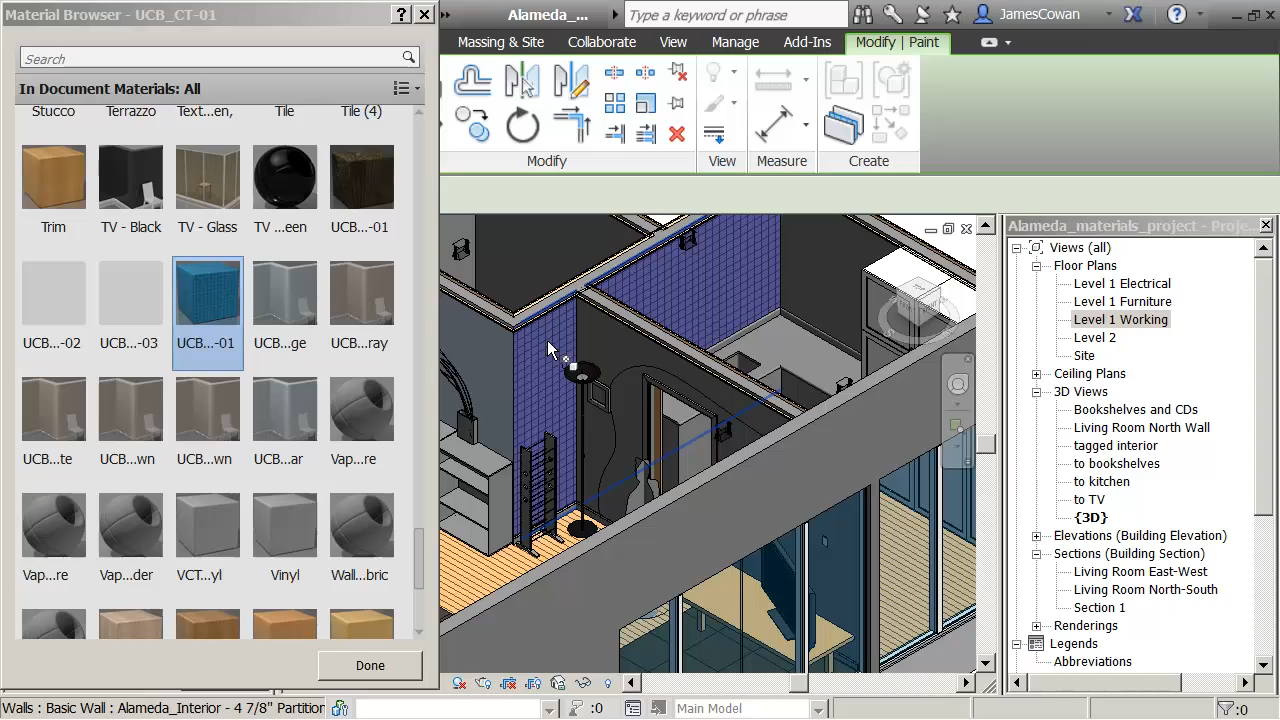 Material Browser - UCB_CT-01
?
Alameda_...
Type a keyword or phrase
JamesCowan
Search
In Document Materials: All
Massing & Site
Collaborate
View
Manage
Add-Ins
Modify | Paint
Modify
View
Measure
Create
Stucco
Terrazzo
Text...en,
Tile
Tile (4)
Trim
TV - Black
TV - Glass
TV ...een
UCB...-01
UCB...-02
UCB...-03
UCB...-01
UCB...ge
UCB...ray
UCB...te
UCB...wn
UCB...wn
UCB...ar
Vap...re
Vap...re
Vap...der
VCT...yl
Vinyl
Wall...bric
Done
Alameda_materials_project - Proje...
Views (all)
Floor Plans
Level 1 Electrical
Level 1 Furniture
Level 1 Working
Level 2
Site
Ceiling Plans
3D Views
Bookshelves and CDs
Living Room North Wall
tagged interior
to bookshelves
to kitchen
to TV
{3D}
Elevations (Building Elevation)
Sections (Building Section)
Living Room East-West
Living Room North-South
Section 1
Renderings
Legends
Abbreviations
Walls : Basic Wall : Alameda_Interior - 4 7/8" Partition
:0
Main Model
:0